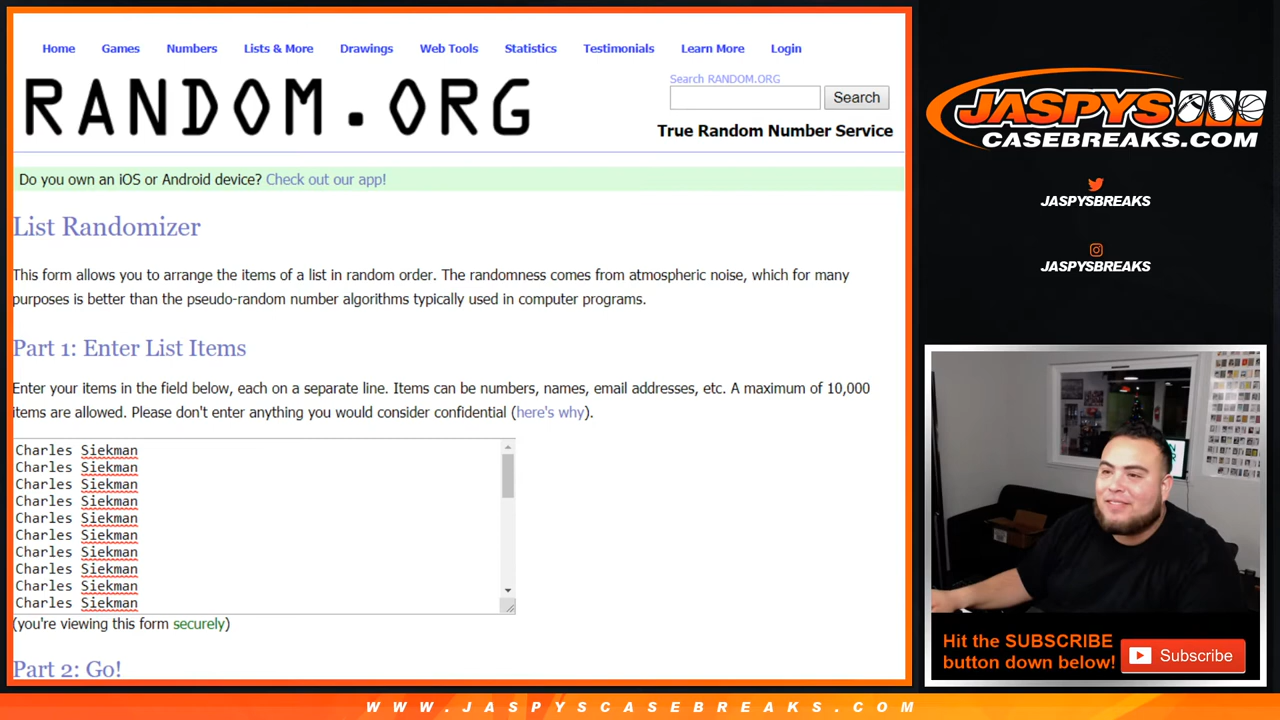 Home Games Numbers Lists & More Drawings Web Tools Statistics Testimonials Learn More Login
RANDOM.ORG
Search RANDOM.ORG
Search
True Random Number Service
Do you own an iOS or Android device? Check out our app!
List Randomizer
This form allows you to arrange the items of a list in random order. The randomness comes from atmospheric noise, which for many
purposes is better than the pseudo-random number algorithms typically used in computer programs.
Part 1: Enter List Items
Enter your items in the field below, each on a separate line. Items can be numbers, names, email addresses, etc. A maximum of 10,000
items are allowed. Please don't enter anything you would consider confidential (here's why).
Charles Siekman
Charles Siekman
Charles Siekman
Charles Siekman
Charles Siekman
Charles Siekman
Charles Siekman
Charles Siekman
Charles Siekman
Charles Siekman
(you're viewing this form securely)
Part 2: Go!
JASPYS
CASEBREAKS.COM
JASPYSBREAKS
JASPYSBREAKS
Hit the SUBSCRIBE
button down below!
Subscribe
WWW.JASPYSCASEBREAKS.COM